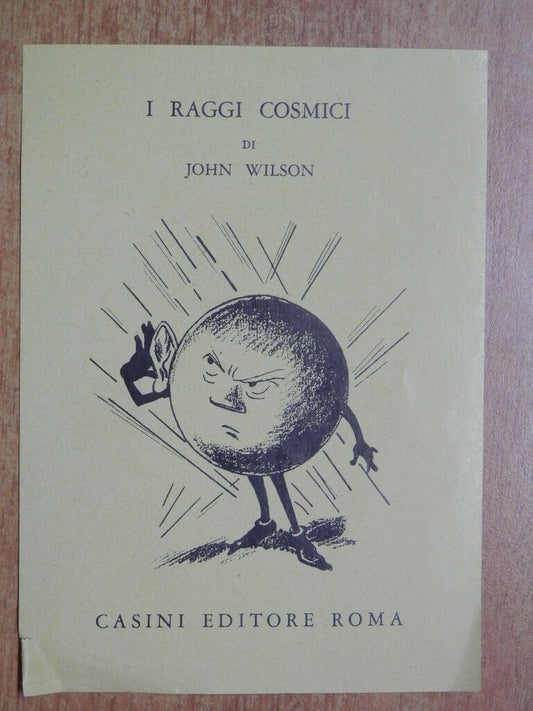 I RAGGI COSMICI
DI
JOHN WILSON
CASINI EDITORE ROMA